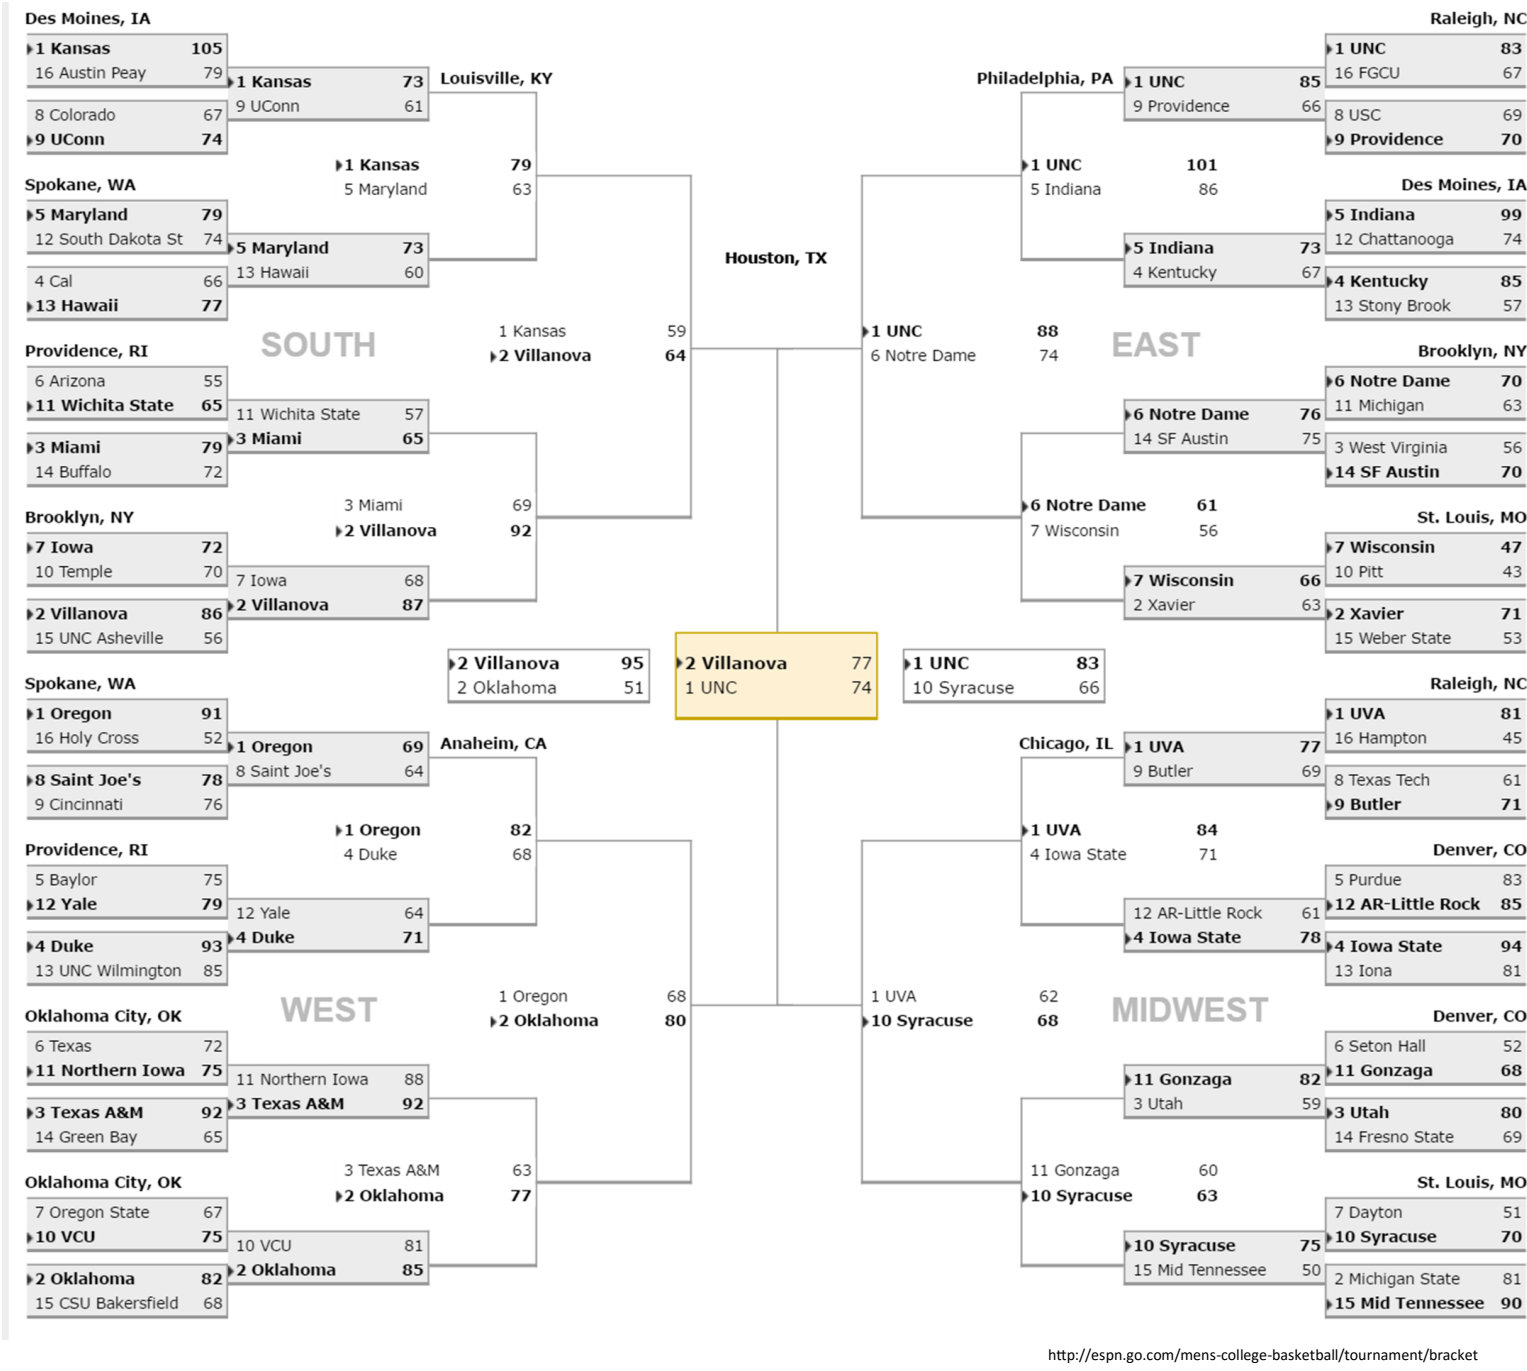 Des Moines, IA
1 Kansas 105
16 Austin Peay 79
8 Colorado 67
9 UConn 74
Spokane, WA
5 Maryland 79
12 South Dakota St 74
4 Cal 66
13 Hawaii 77
Providence, RI
6 Arizona 55
11 Wichita State 65
3 Miami 79
14 Buffalo 72
Brooklyn, NY
7 Iowa 72
10 Temple 70
2 Villanova 86
15 UNC Asheville 56
1 Kansas 73
9 UConn 61
5 Maryland 73
13 Hawaii 60
SOUTH
11 Wichita State 57
3 Miami 65
7 Iowa 68
2 Villanova 87
Louisville, KY
1 Kansas 79
5 Maryland 63
3 Miami 69
2 Villanova 92
1 Kansas 59
2 Villanova 64
Spokane, WA
1 Oregon 91
16 Holy Cross 52
8 Saint Joe's 78
9 Cincinnati 76
Providence, RI
5 Baylor 75
12 Yale 79
4 Duke 93
13 UNC Wilmington 85
Oklahoma City, OK
6 Texas 72
11 Northern Iowa 75
3 Texas A&M 92
14 Green Bay 65
Oklahoma City, OK
7 Oregon State 67
10 VCU 75
2 Oklahoma 82
15 CSU Bakersfield 68
1 Oregon 69
8 Saint Joe's 64
12 Yale 64
4 Duke 71
WEST
11 Northern Iowa 88
3 Texas A&M 92
10 VCU 81
2 Oklahoma 85
Anaheim, CA
1 Oregon 82
4 Duke 68
3 Texas A&M 63
2 Oklahoma 77
1 Oregon 68
2 Oklahoma 80
Houston, TX
2 Villanova 95
2 Oklahoma 51
2 Villanova 77
1 UNC 74
1 UNC 83
10 Syracuse 66
Philadelphia, PA
1 UNC 101
5 Indiana 86
1 UNC 88
6 Notre Dame 74
6 Notre Dame 61
7 Wisconsin 56
1 UNC 85
9 Providence 66
5 Indiana 73
4 Kentucky 67
EAST
6 Notre Dame 76
14 SF Austin 75
7 Wisconsin 66
2 Xavier 63
Raleigh, NC
1 UNC 83
16 FGCU 67
8 USC 69
9 Providence 70
Des Moines, IA
5 Indiana 99
12 Chattanooga 74
4 Kentucky 85
13 Stony Brook 57
Brooklyn, NY
6 Notre Dame 70
11 Michigan 63
3 West Virginia 56
14 SF Austin 70
St. Louis, MO
7 Wisconsin 47
10 Pitt 43
2 Xavier 71
15 Weber State 53
Chicago, IL
1 UVA 84
4 Iowa State 71
1 UVA 62
10 Syracuse 68
11 Gonzaga 60
10 Syracuse 63
1 UVA 77
9 Butler 69
12 AR-Little Rock 61
4 Iowa State 78
MIDWEST
11 Gonzaga 82
3 Utah 59
10 Syracuse 75
15 Mid Tennessee 50
Raleigh, NC
1 UVA 81
16 Hampton 45
8 Texas Tech 61
9 Butler 71
Denver, CO
5 Purdue 83
12 AR-Little Rock 85
4 Iowa State 94
13 Iona 81
Denver, CO
6 Seton Hall 52
11 Gonzaga 68
3 Utah 80
14 Fresno State 69
St. Louis, MO
7 Dayton 51
10 Syracuse 70
2 Michigan State 81
15 Mid Tennessee 90
http://espn.go.com/mens-college-basketball/tournament/bracket